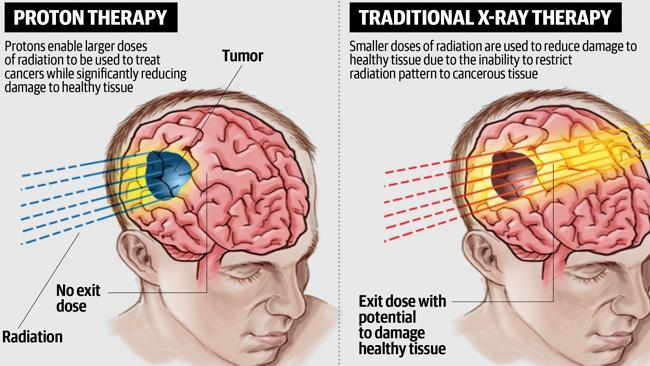 PROTON THERAPY
Protons enable larger doses
of radiation to be used to treat
cancers while significantly reducing
damage to healthy tissue
Tumor
No exit
dose
Radiation
TRADITIONAL X-RAY THERAPY
Smaller doses of radiation are used to reduce damage to
healthy tissue due to the inability to restrict
radiation pattern to cancerous tissue
Exit dose with
potential
to damage
healthy tissue